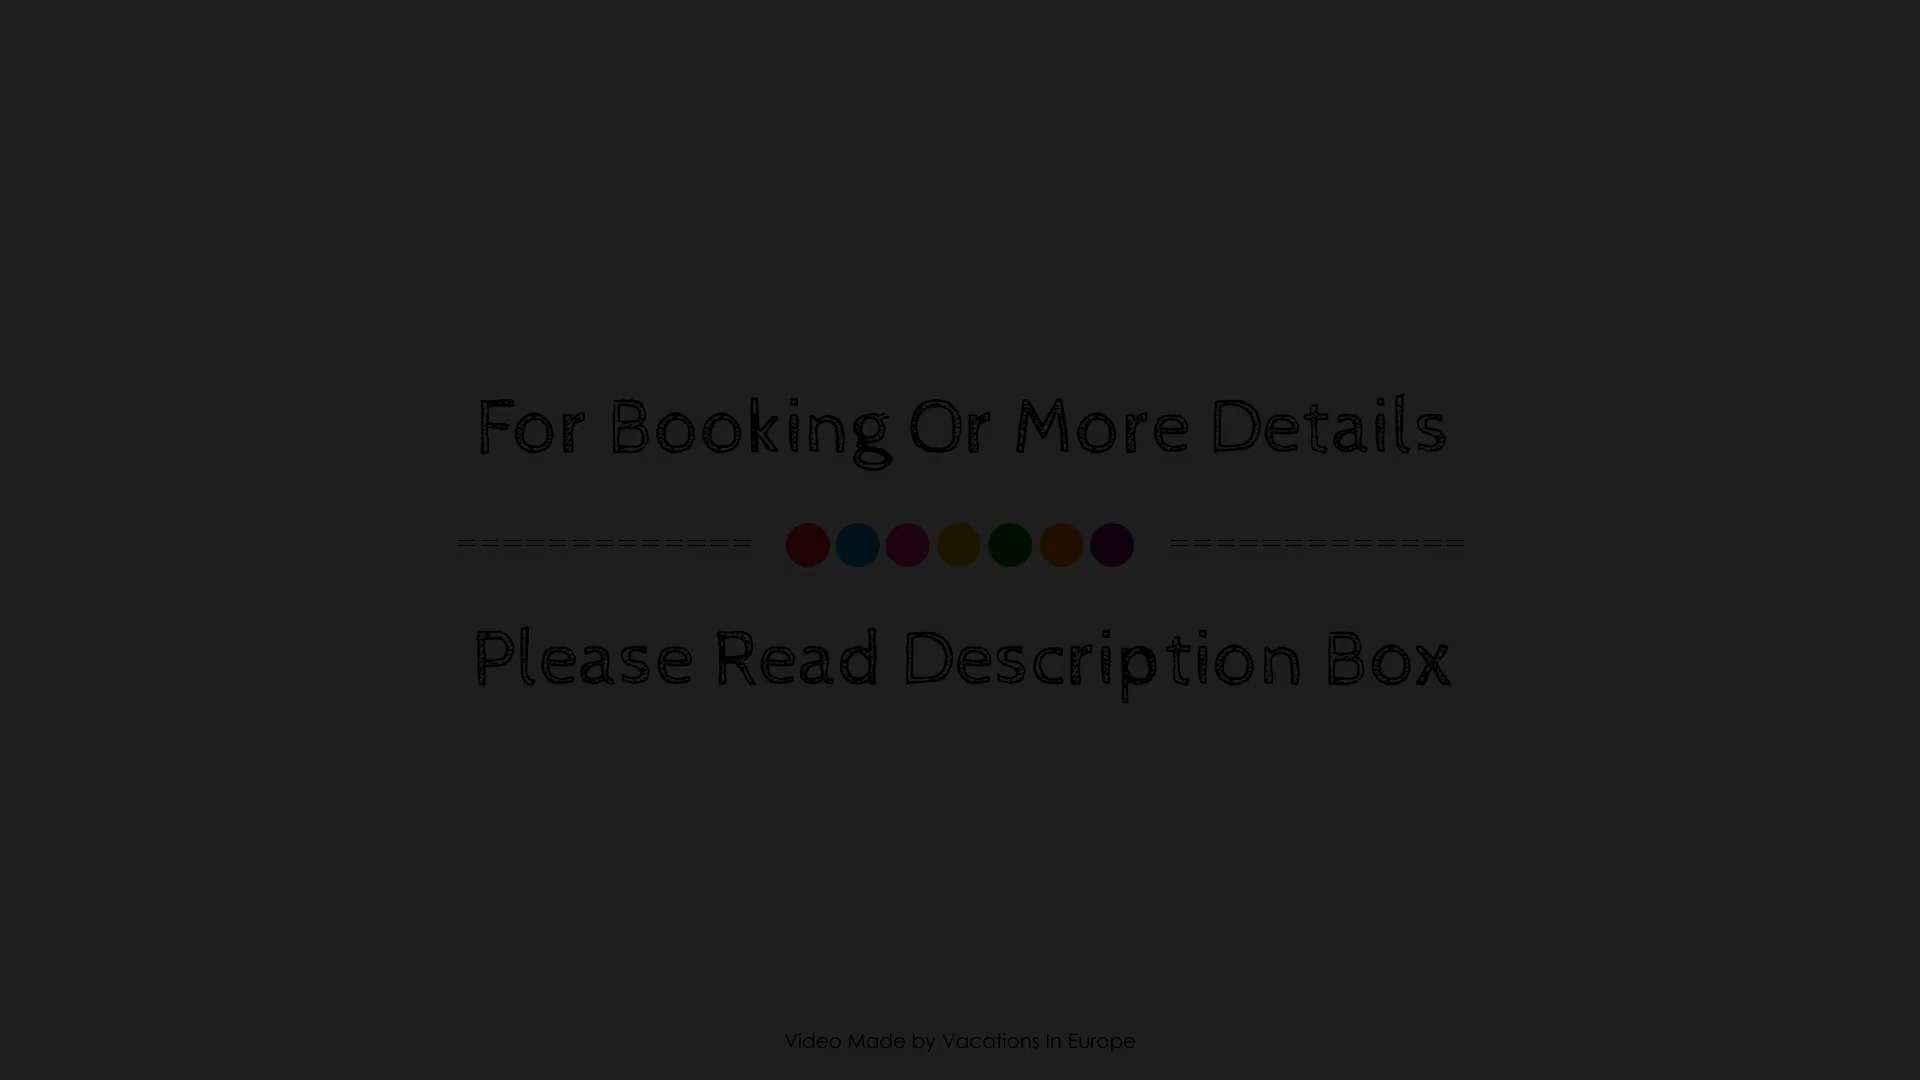 For Booking Or More Details
============= =============
Please Read Description Box
Video Made by Vacations In Europe